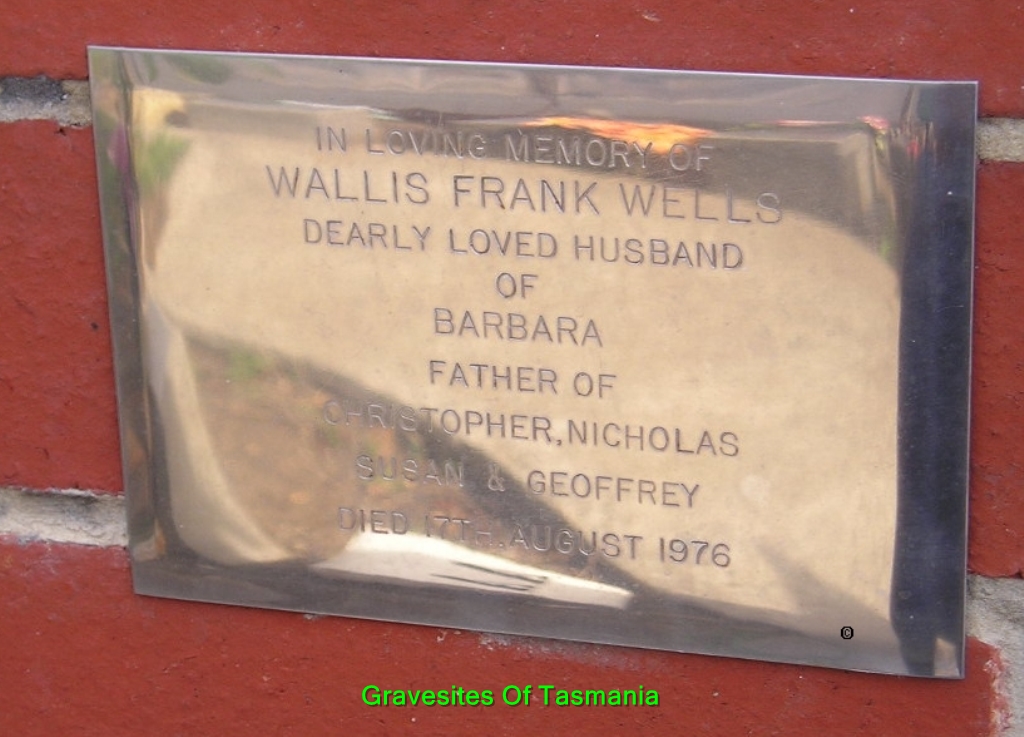 IN LOVING MEMORY OF
WALLIS FRANK WELLS
DEARLY LOVED HUSBAND
OF
BARBARA
FATHER OF
CHRISTOPHER, NICHOLAS
SUSAN & GEOFFREY
DIED 17TH. AUGUST 1976
©
Gravesites Of Tasmania